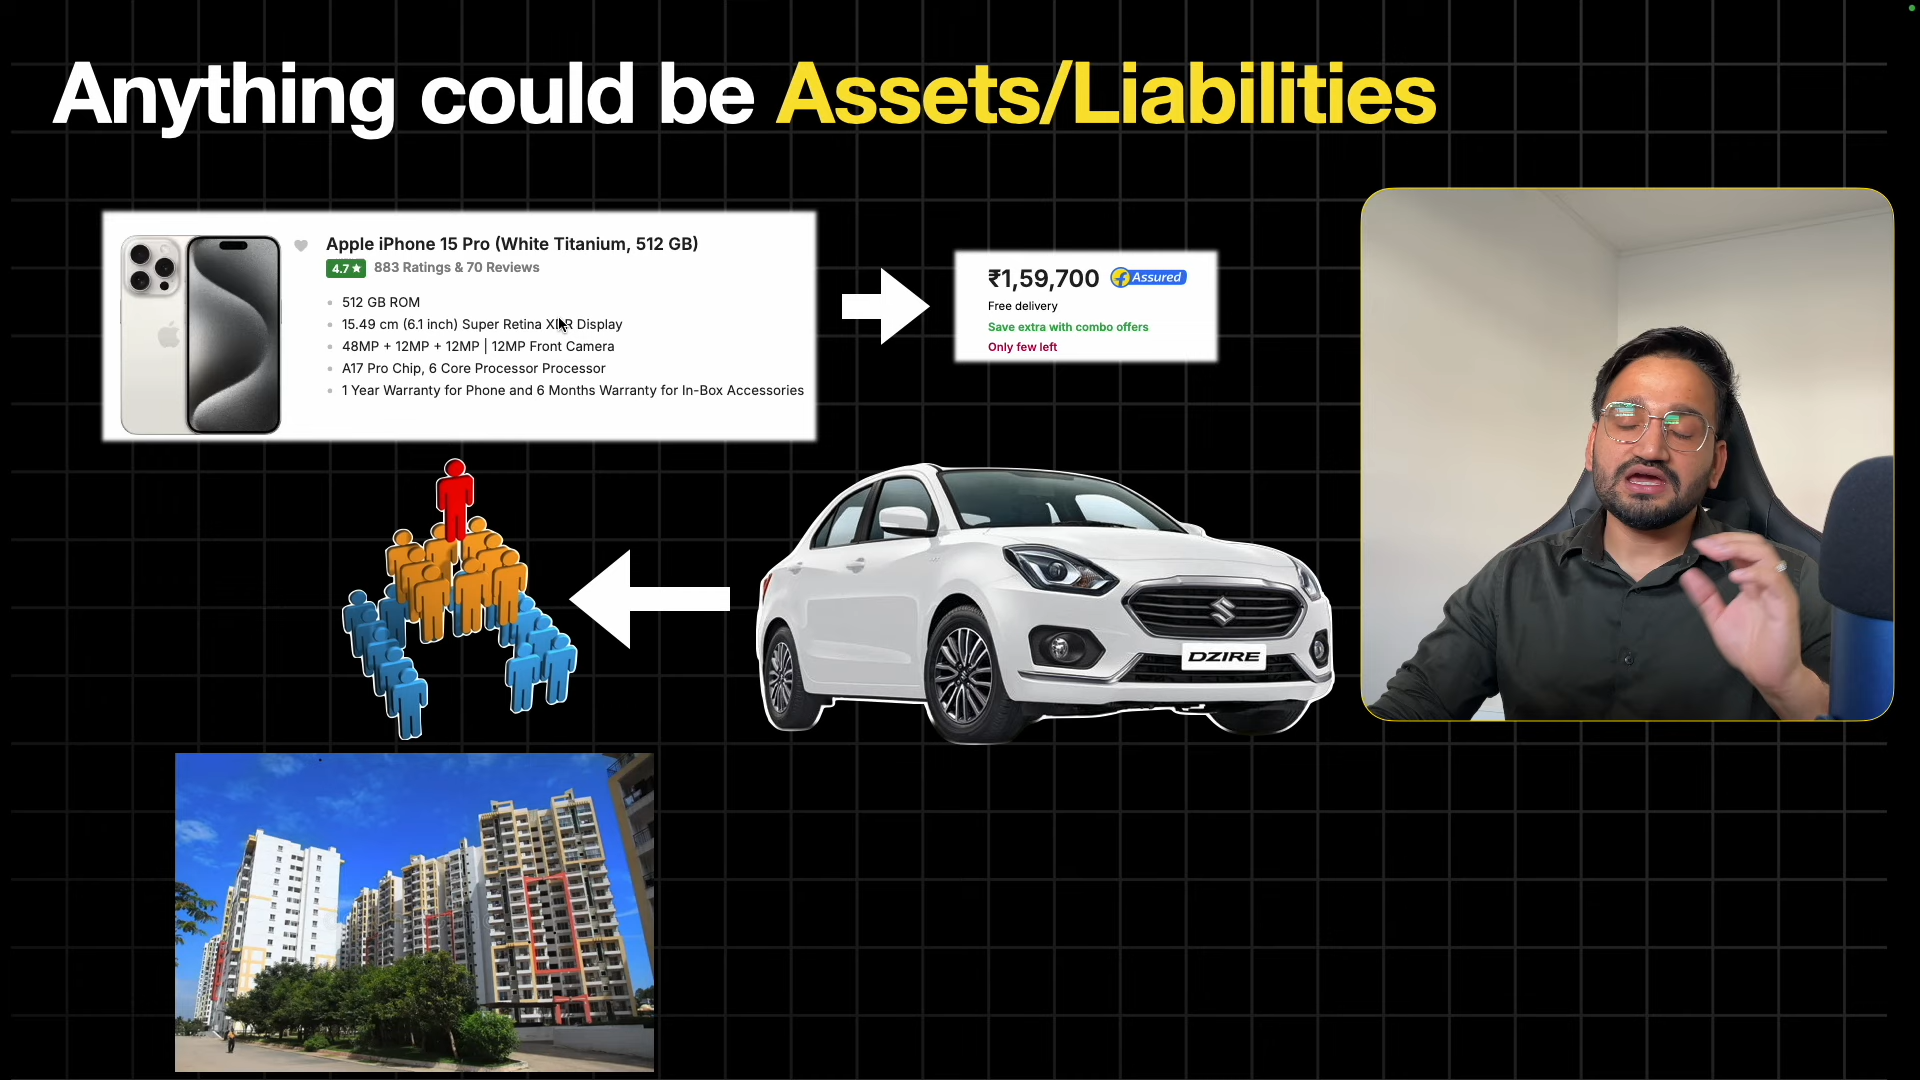 Anything could be Assets/Liabilities
Apple iPhone 15 Pro (White Titanium, 512 GB)
4.7★ 883 Ratings & 70 Reviews
512 GB ROM
15.49 cm (6.1 inch) Super Retina XDR Display
48MP + 12MP + 12MP | 12MP Front Camera
A17 Pro Chip, 6 Core Processor Processor
1 Year Warranty for Phone and 6 Months Warranty for In-Box Accessories
₹1,59,700 Assured
Free delivery
Save extra with combo offers
Only few left
DZIRE